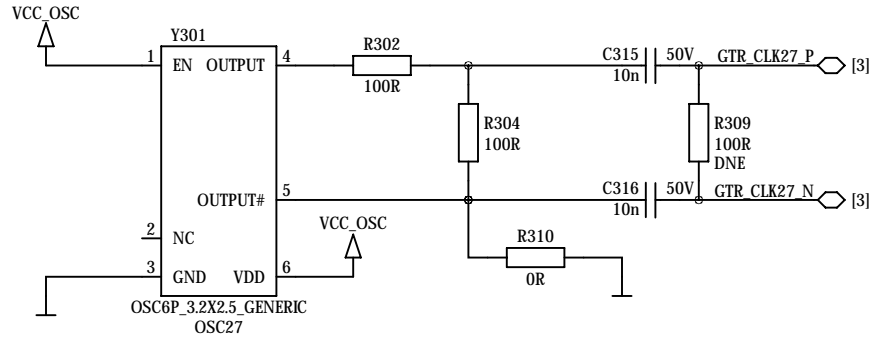 VCC_OSC
Y301
1 EN OUTPUT 4
R302
100R
C315 50V
10n
GTR_CLK27_P [3]
R304
100R
R309
100R
DNE
OUTPUT# 5
C316 50V
10n
GTR_CLK27_N [3]
2 NC
VCC_OSC
R310
0R
3 GND VDD 6
OSC6P_3.2X2.5_GENERIC
OSC27